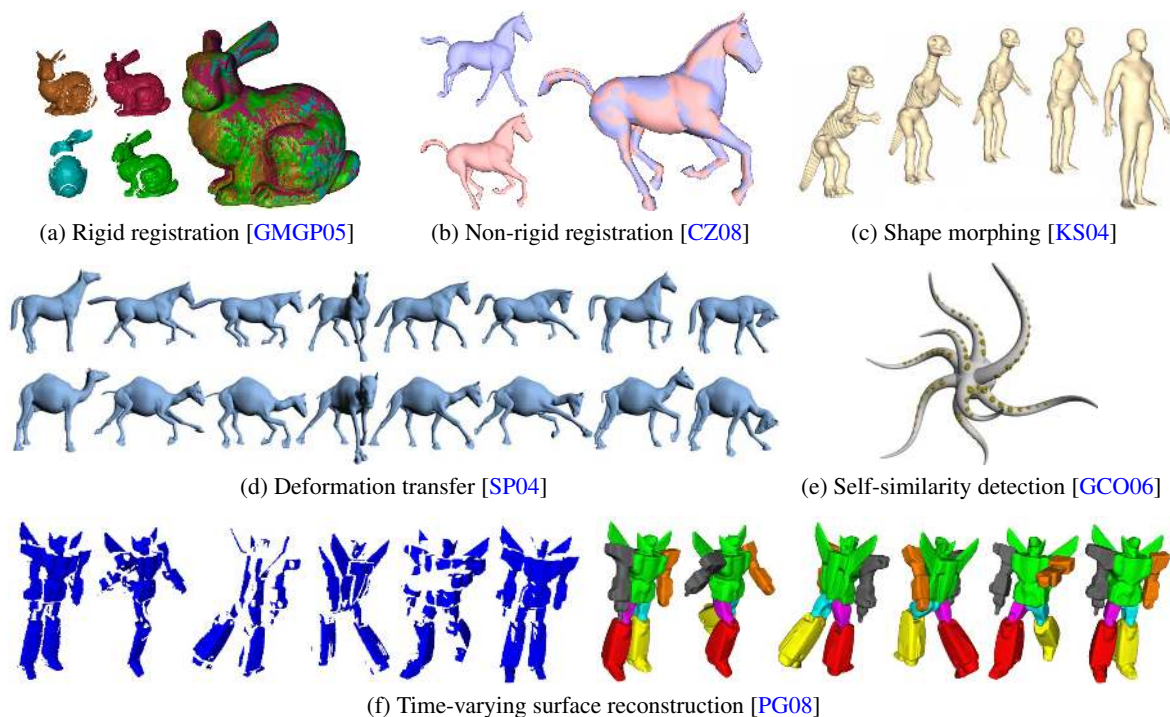 (a) Rigid registration [GMGP05]
(b) Non-rigid registration [CZ08]
(c) Shape morphing [KS04]
(d) Deformation transfer [SP04]
(e) Self-similarity detection [GCO06]
(f) Time-varying surface reconstruction [PG08]